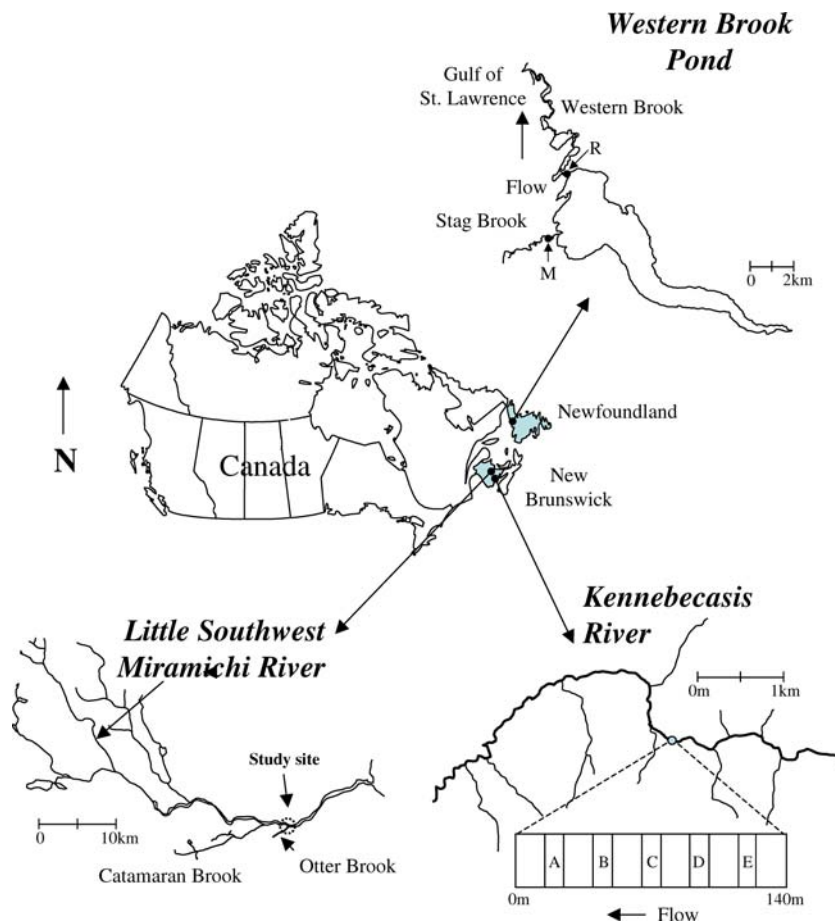 Western Brook
Pond
Gulf of
St. Lawrence
Western Brook
R
Flow
Stag Brook
M
0 2km
N
Canada
Newfoundland
New
Brunswick
Little Southwest
Miramichi River
Study site
0 10km
Otter Brook
Catamaran Brook
Kennebecasis
River
0m 1km
A B C D E
0m 140m
Flow